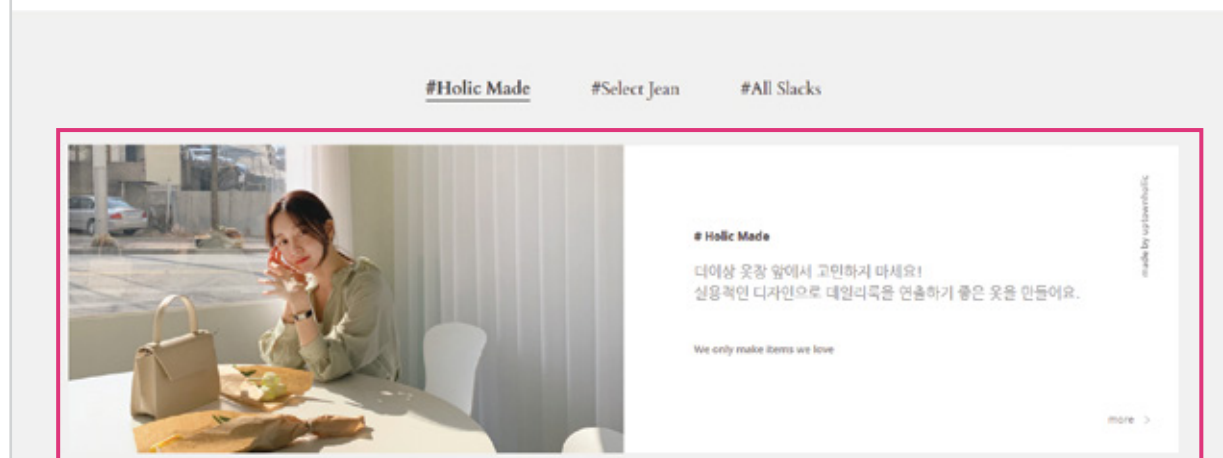 #Holic Made
#Select Jean
#All Slacks
# Holic Made
더이상 옷장 앞에서 고민하지 마세요!
실용적인 디자인으로 데일리룩을 연출하기 좋은 옷을 만들어요.
We only make items we love
made by uptownholic
more >